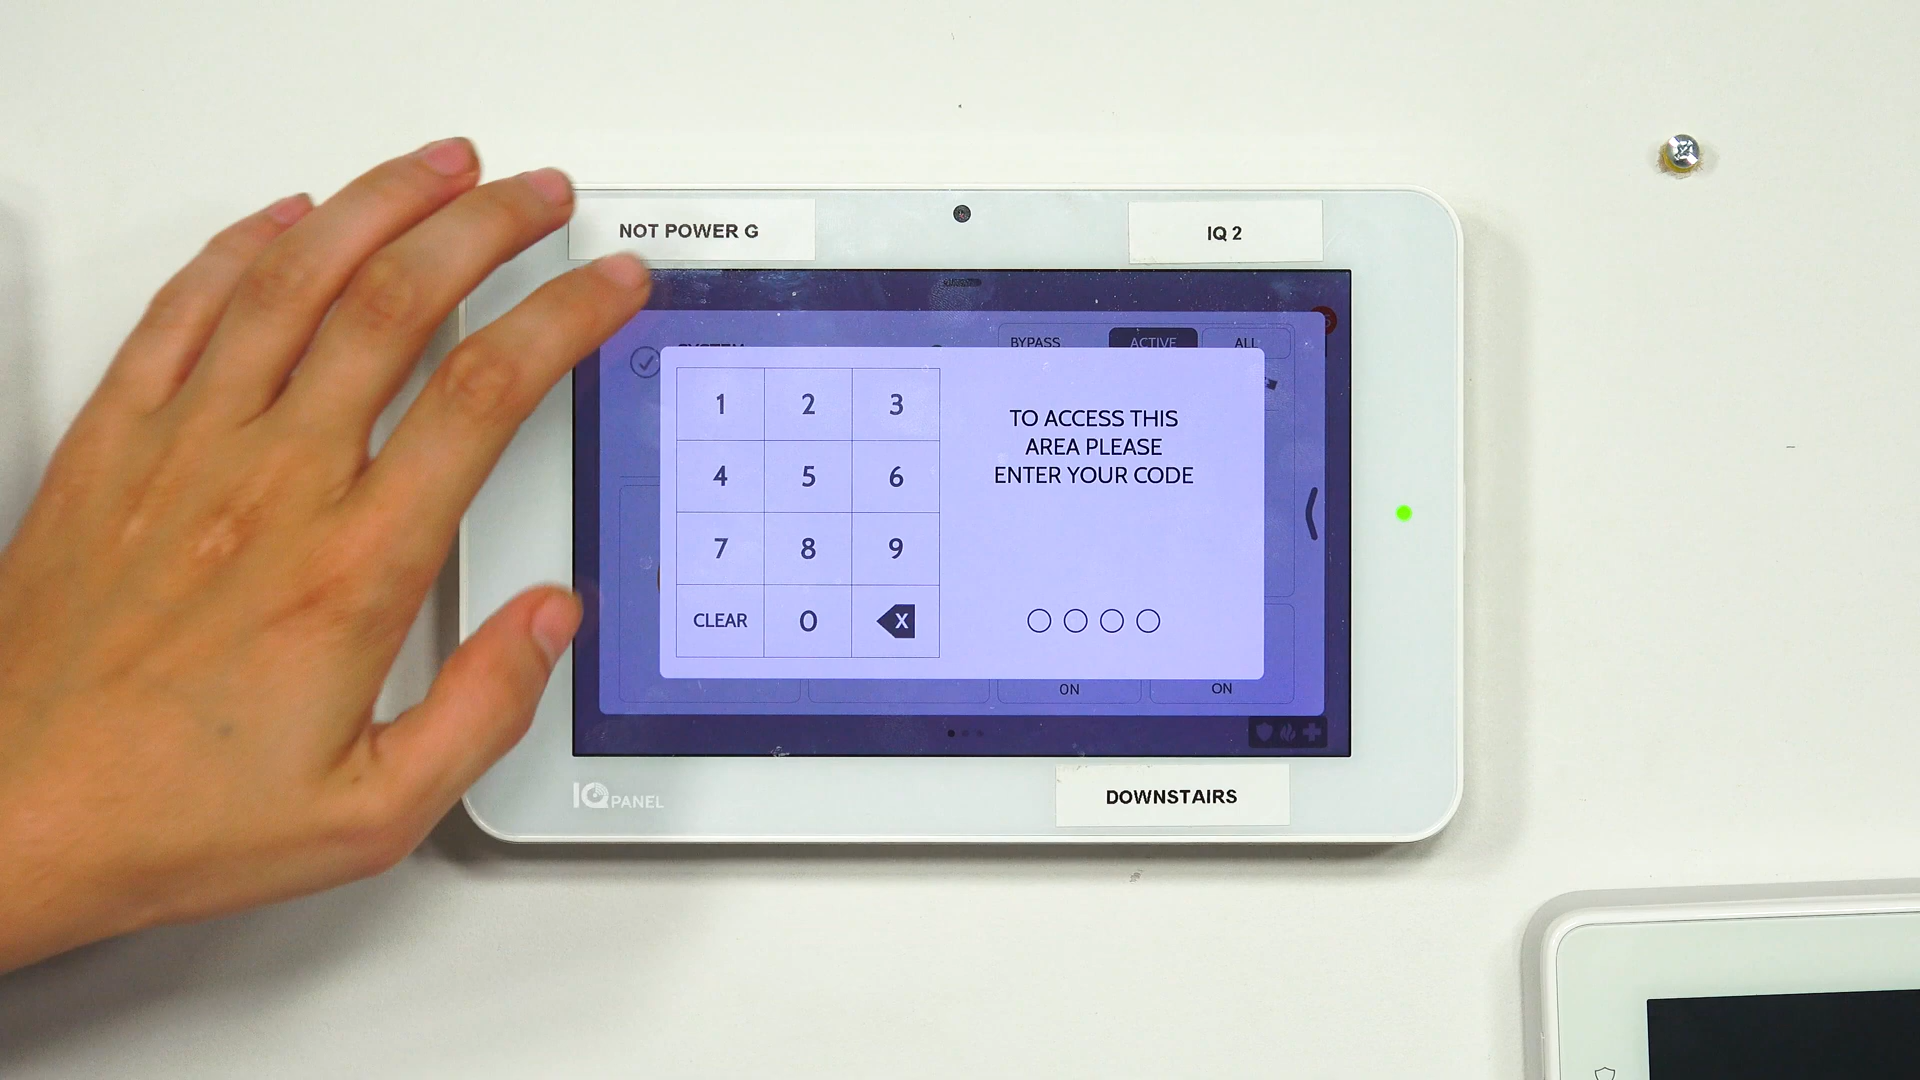 NOT POWER G
IQ 2
SYSTEM
BYPASS
ACTIVE
ALL
1 2 3
4 5 6
7 8 9
CLEAR 0 X
TO ACCESS THIS
AREA PLEASE
ENTER YOUR CODE
ON
ON
IQ PANEL
DOWNSTAIRS